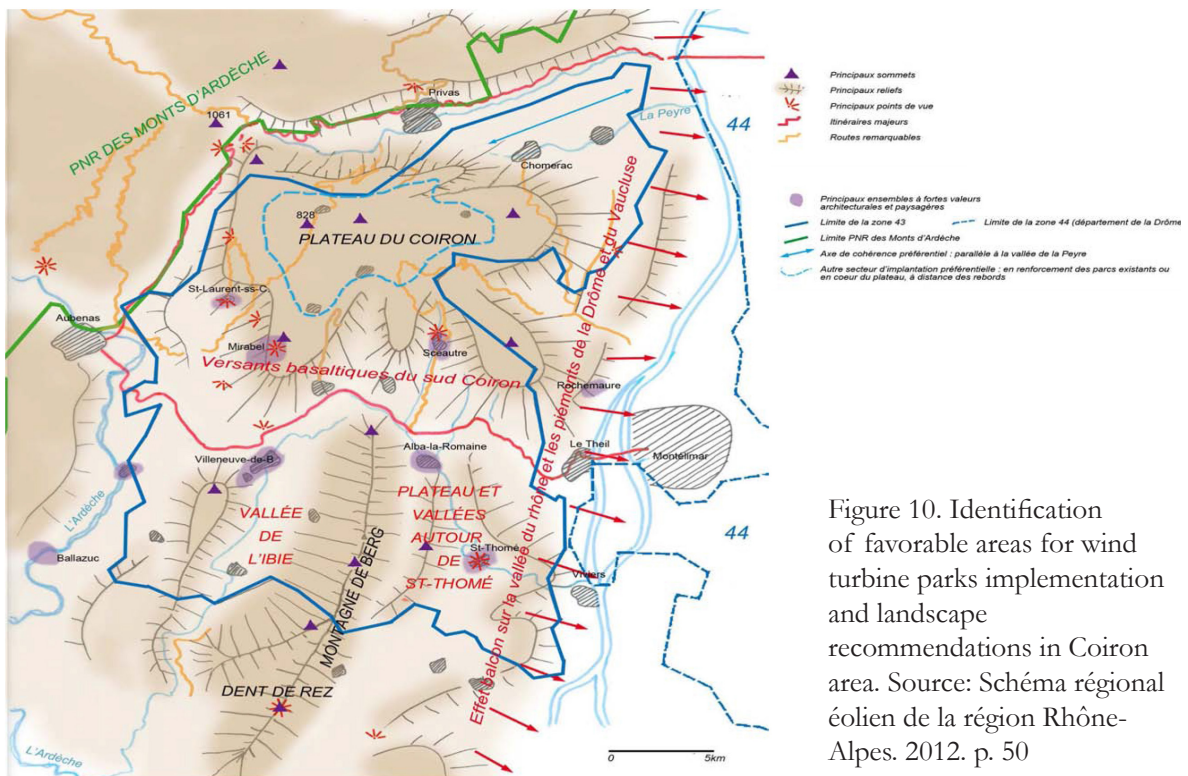 PNR DES MONTS D'ARDÈCHE
1061
Privas
La Peyre
44
Chomerac
828
PLATEAU DU COIRON
St-Laurent-ss-C.
Aubenas
Mirabel
Scéautre
Versants basaltiques du sud Coiron
Rochemaure
Effet balcon sur la vallée du rhône et les piemonts de la Drôme et du Vaucluse
Le Theil
Montélimar
Villeneuve-de-B
Alba-la-Romaine
L'Ardèche
VALLÉE
DE
L'IBIE
PLATEAU ET
VALLÉES
AUTOUR
DE
ST-THOMÉ
St-Thomé
Ballazuc
MONTAGNE DE BERG
Viviers
44
DENT DE REZ
L'Ardèche
0 5km
Principaux sommets
Principaux reliefs
Principaux points de vue
Itinéraires majeurs
Routes remarquables
Principaux ensembles à fortes valeurs
architecturales et paysagères
Limite de la zone 43
Limite de la zone 44 (département de la Drôme
Limite PNR des Monts d'Ardèche
Axe de cohérence préférentiel : parallèle à la vallée de la Peyre
Autre secteur d'implantation préférentielle : en renforcement des parcs existants ou
en coeur du plateau, à distance des rebords
Figure 10. Identification
of favorable areas for wind
turbine parks implementation
and landscape
recommendations in Coiron
area. Source: Schéma régional
éolien de la région Rhône-
Alpes. 2012. p. 50